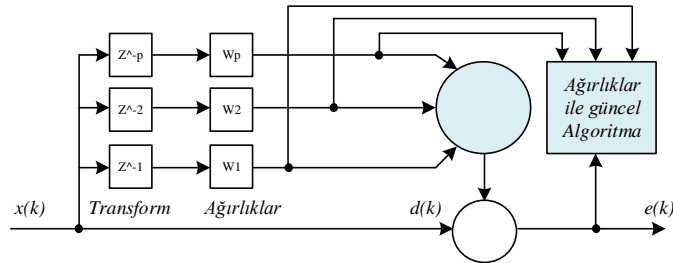 Z^-p
Wp
Z^-2
W2
Z^-1
W1
Ağırlıklar
ile güncel
Algoritma
x(k)
Transform
Ağırlıklar
d(k)
e(k)